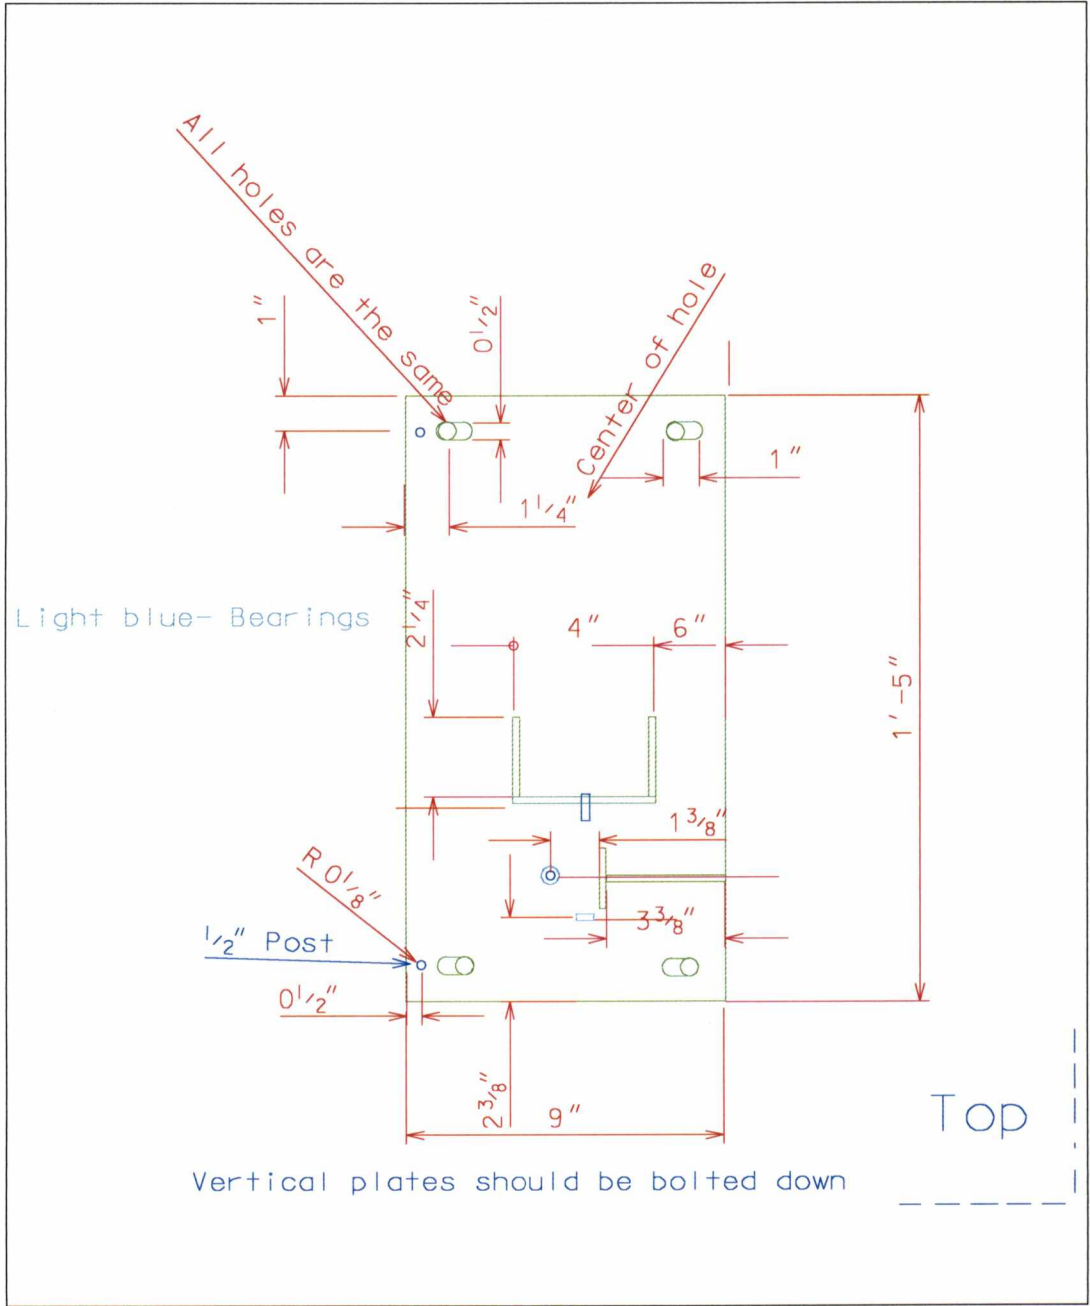 All holes are the same
1"
0 1/2"
Center of hole
1"
1 1/4"
Light blue- Bearings
2 1/4"
4"
6"
1'-5"
1 3/8"
R 0 1/8"
3 3/8"
1/2" Post
0 1/2"
2 3/8"
9"
Top
Vertical plates should be bolted down